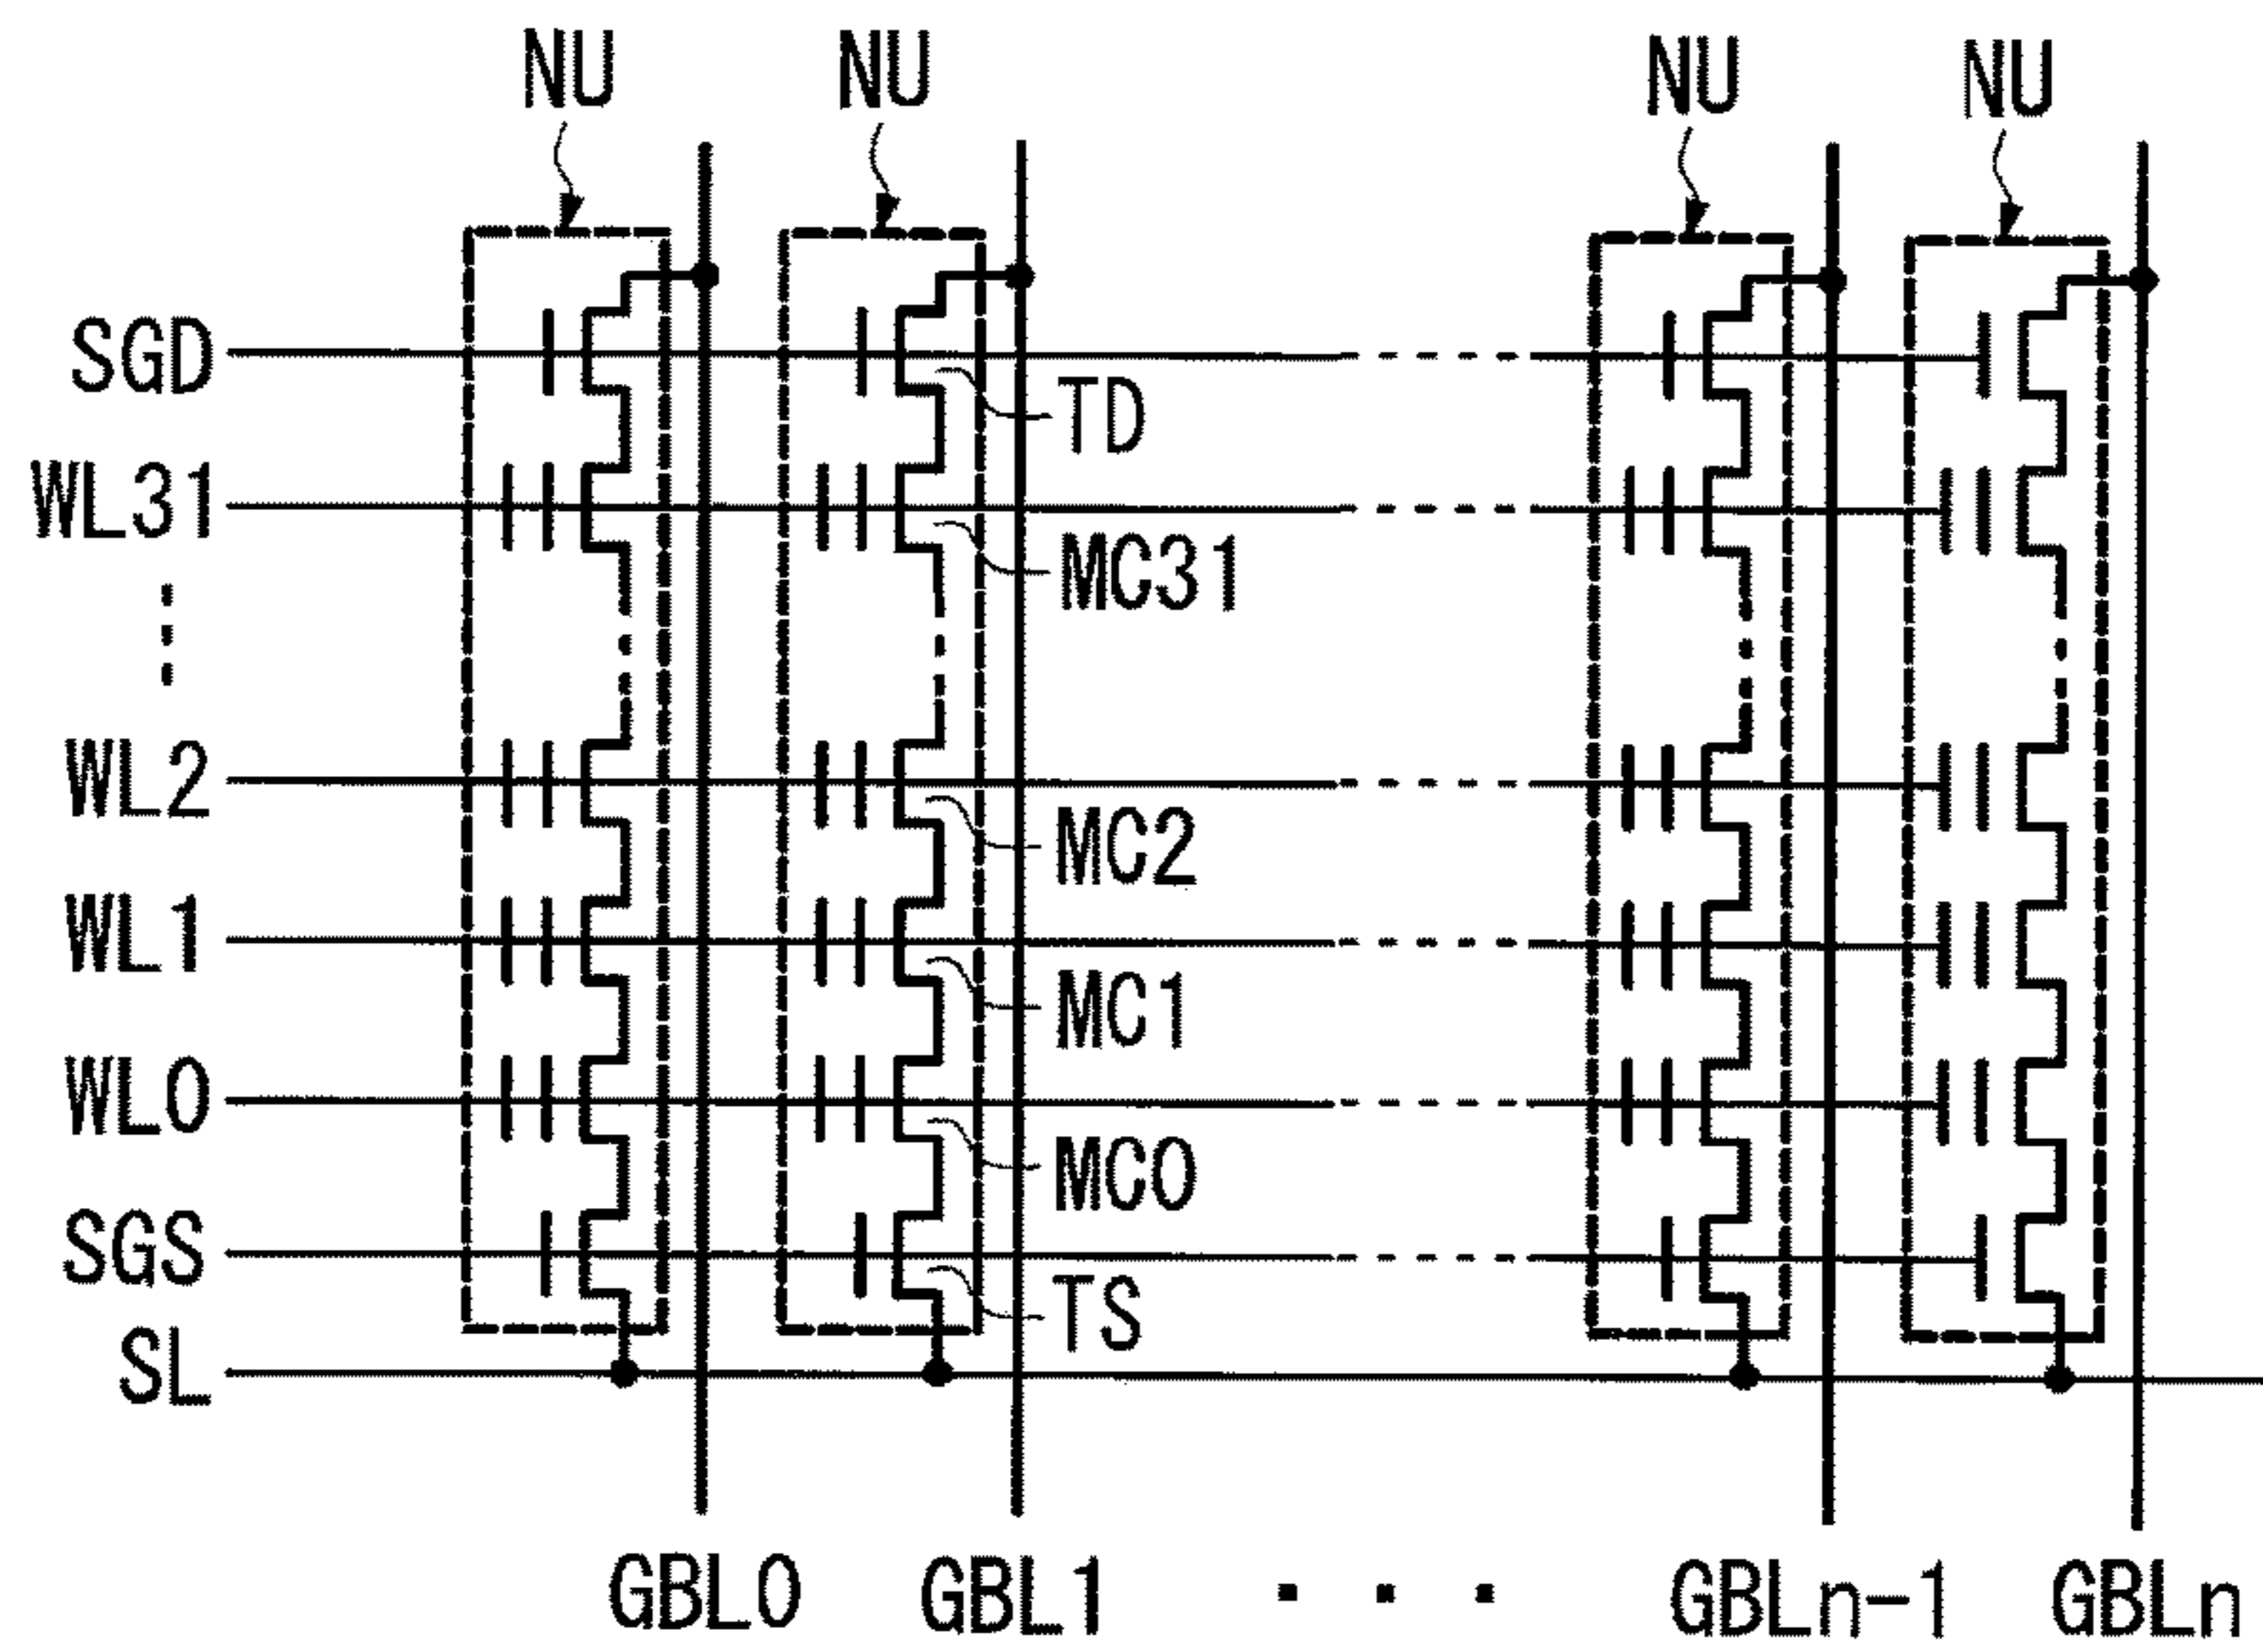 NU NU NU NU
SGD
TD
WL31
MC31
WL2
MC2
WL1
MC1
WL0
MC0
SGS
TS
SL
GBL0 GBL1 ... GBLn-1 GBLn